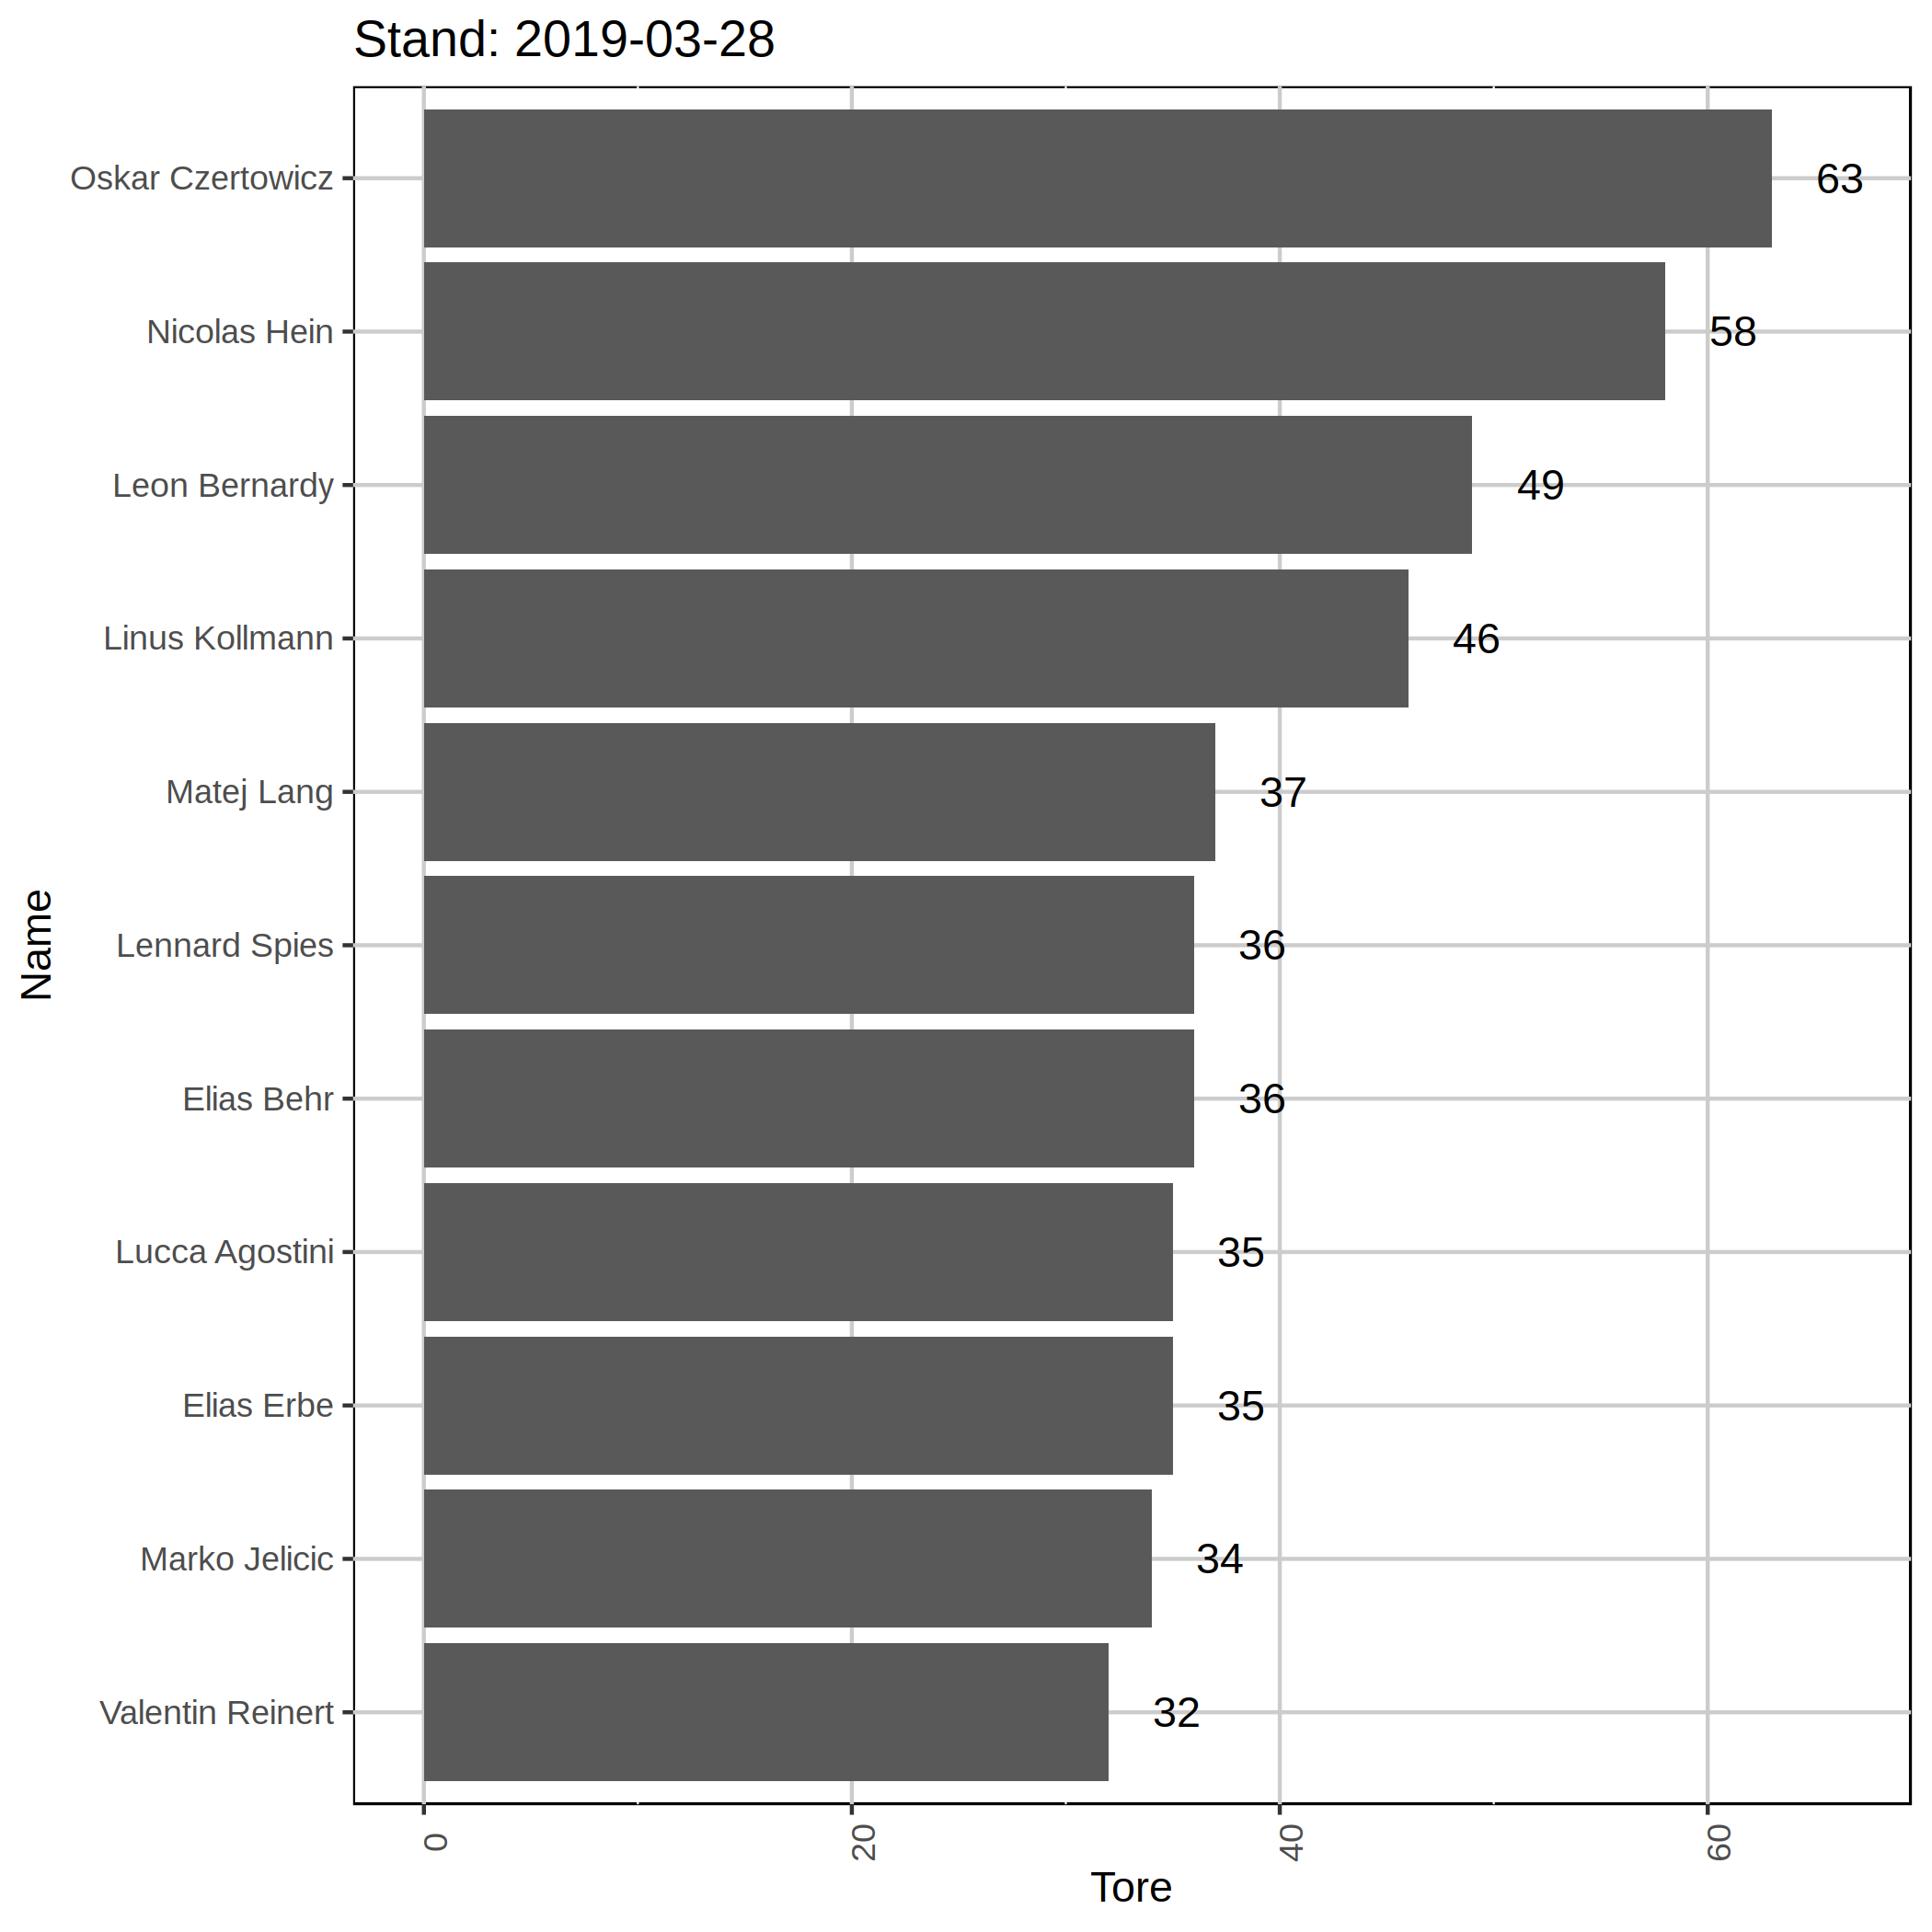 Stand: 2019-03-28
Oskar Czertowicz 63
Nicolas Hein 58
Leon Bernardy 49
Linus Kollmann 46
Matej Lang 37
Lennard Spies 36
Elias Behr 36
Lucca Agostini 35
Elias Erbe 35
Marko Jelicic 34
Valentin Reinert 32
Name
0 20 40 60
Tore